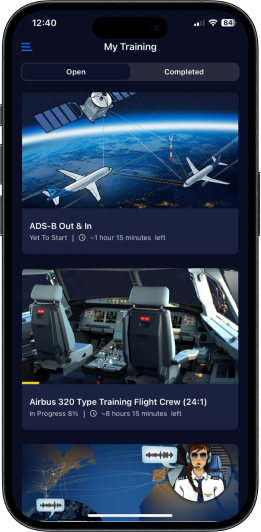 12:40
84
My Training
Open
Completed
ADS-B Out & In
Yet To Start | ~1 hour 15 minutes left
Airbus 320 Type Training Flight Crew (24:1)
In Progress 8% | ~8 hours 15 minutes left